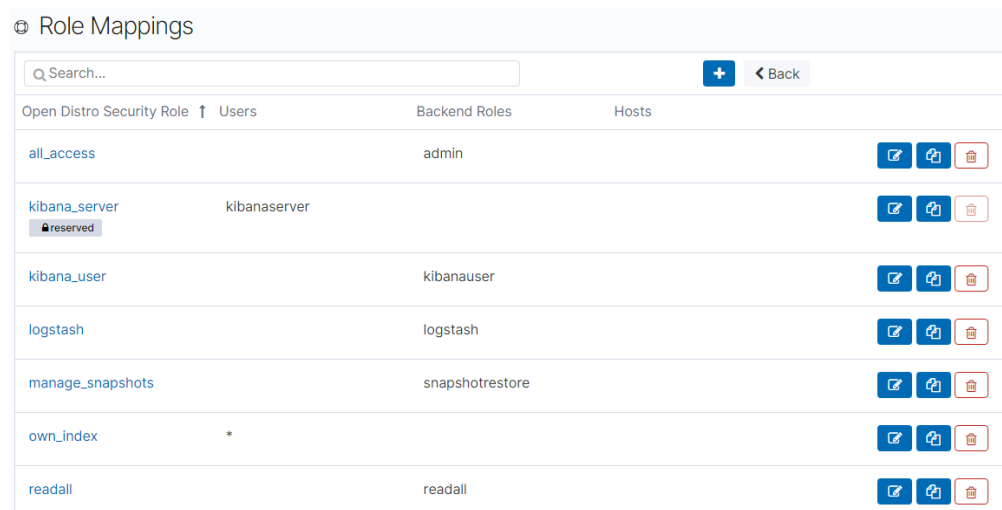 Role Mappings
Search...
Back
Open Distro Security Role Users Backend Roles Hosts
all_access admin
kibana_server kibanaserver
reserved
kibana_user kibanauser
logstash logstash
manage_snapshots snapshotrestore
own_index *
readall readall